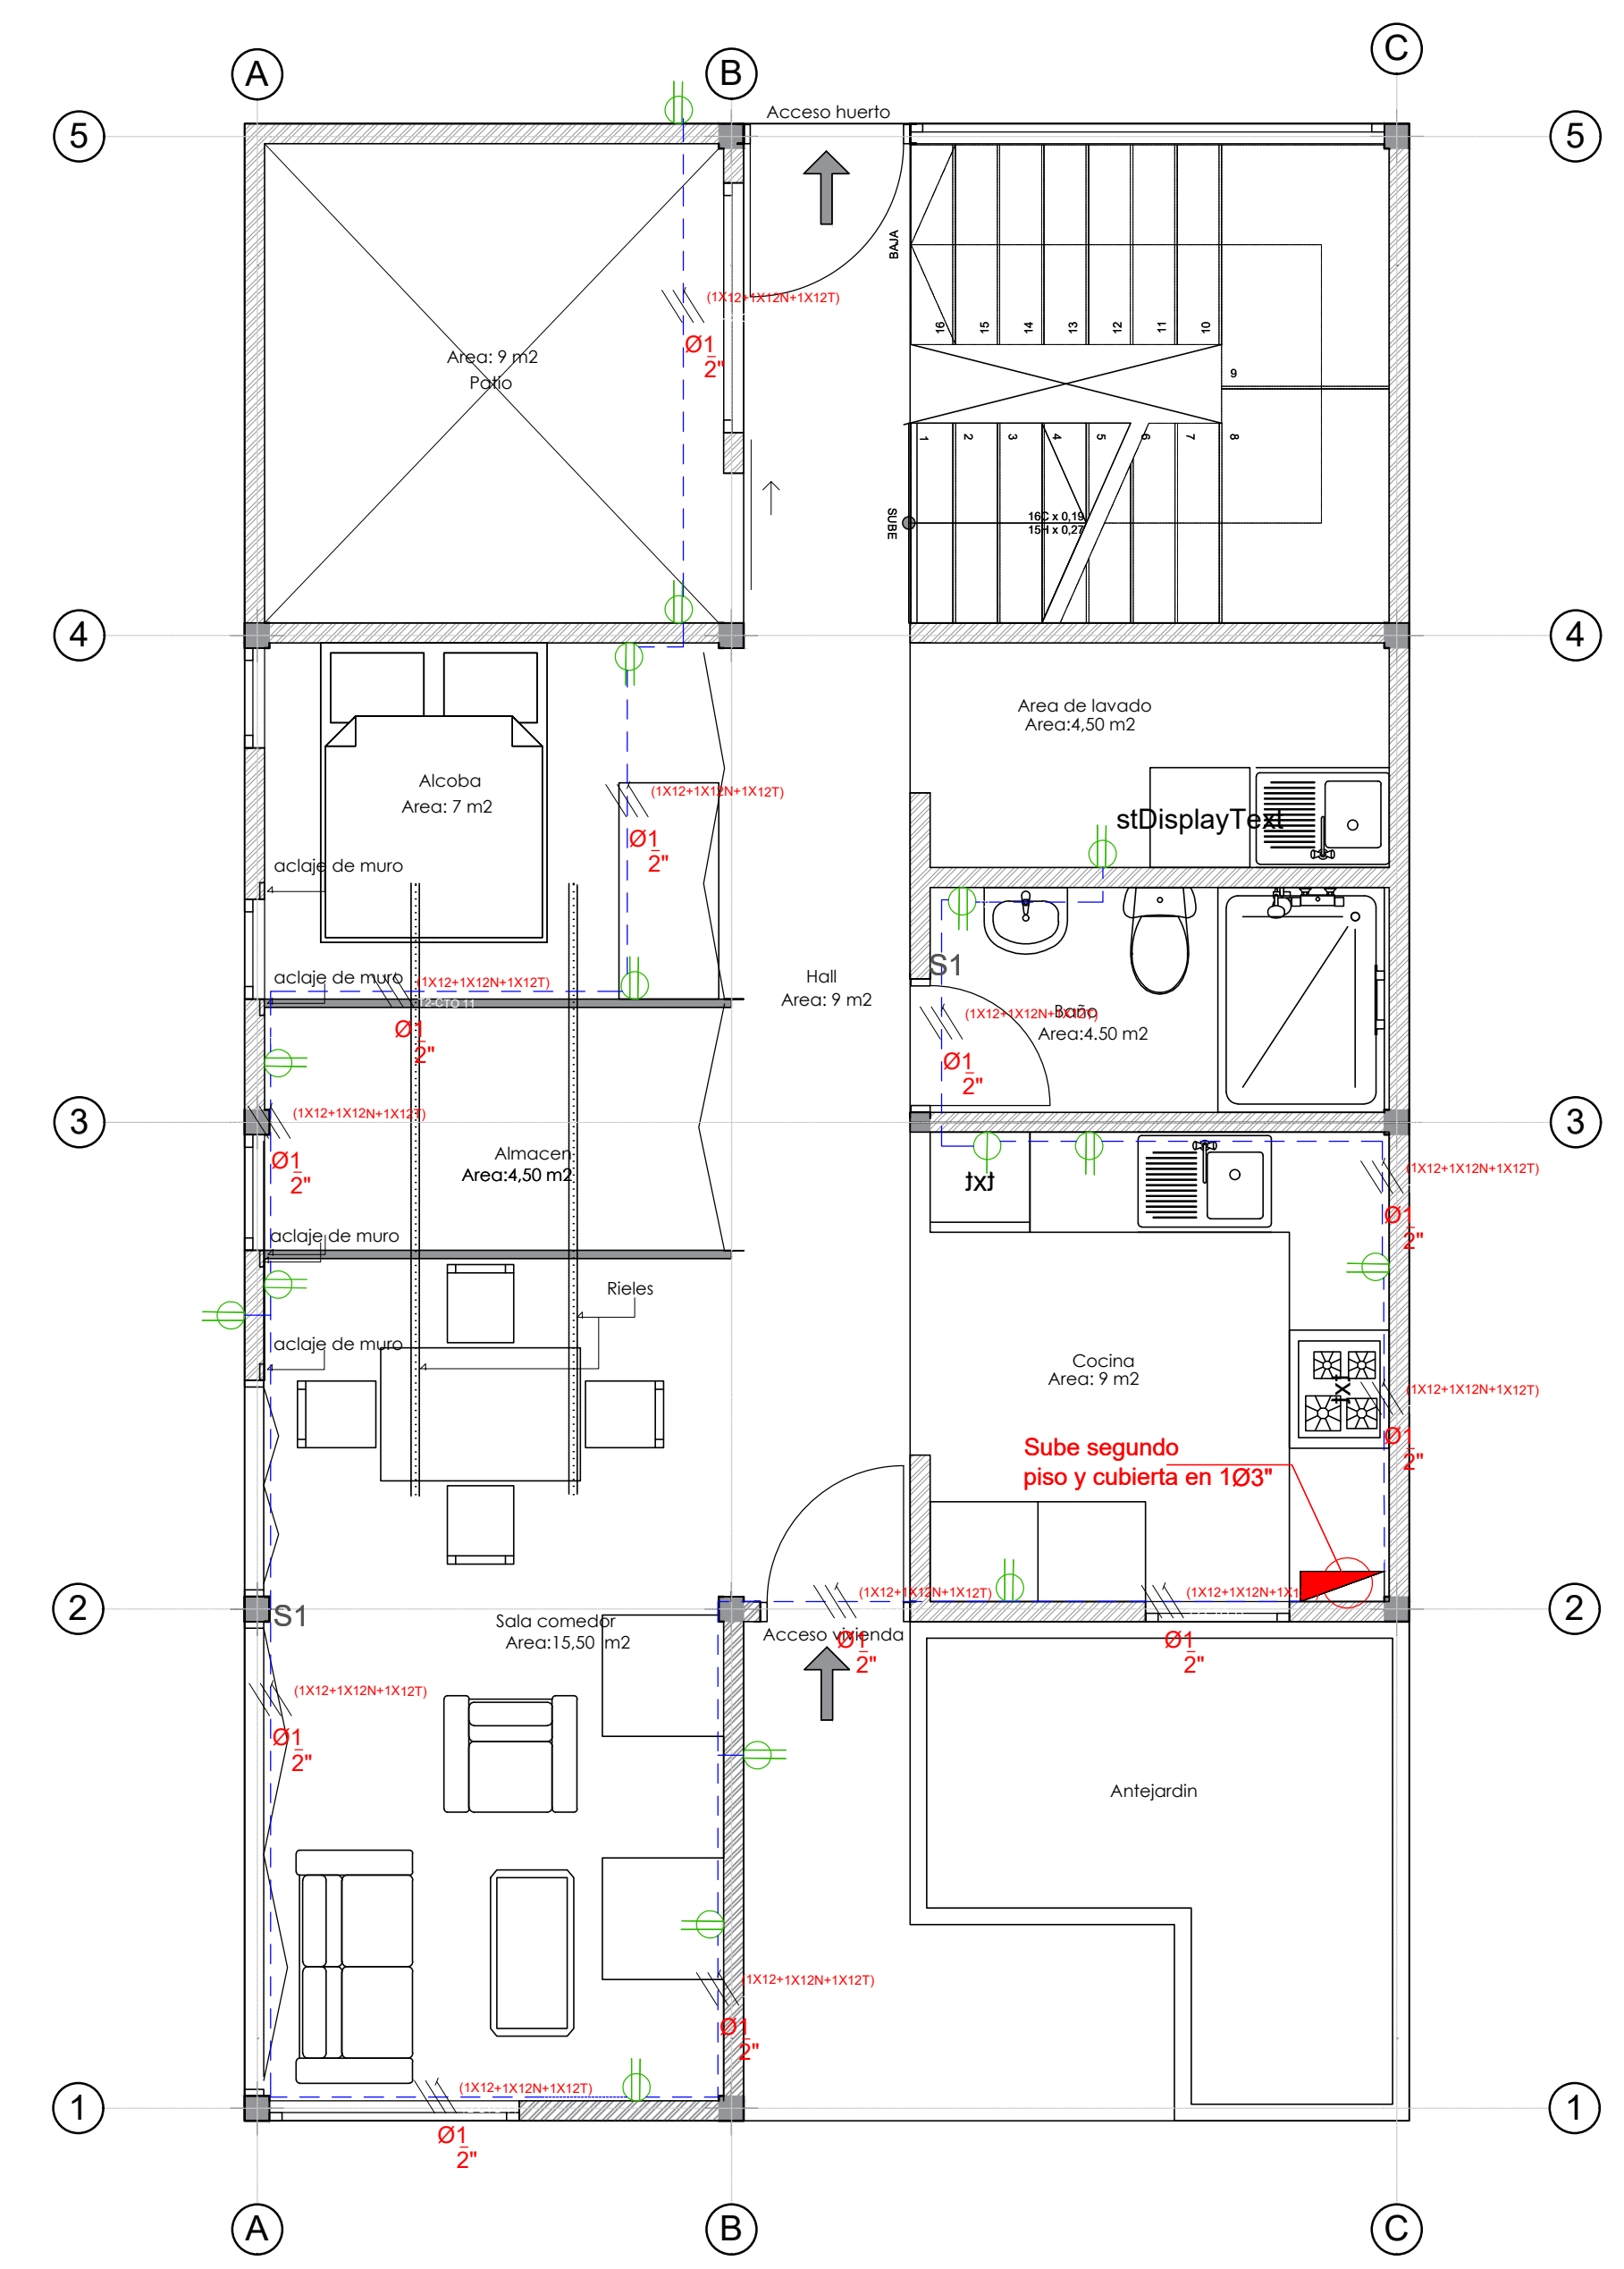 A
B
C
5
Acceso huerto
5
BAJA
16
15
14
13
12
11
10
(1X12+1X12N+1X12T)
Ø1
2"
Area: 9 m2
Patio
9
1
2
3
4
5
6
7
8
SUBE
16C x 0,19
15H x 0,27
4
4
Area de lavado
Area:4,50 m2
Alcoba
Area: 7 m2
(1X12+1X12N+1X12T)
Ø1
2"
stDisplayText
aclaje de muro
S1
aclaje de muro
(1X12+1X12N+1X12T)
T2-CTO 11
Ø1
2"
Hall
Area: 9 m2
(1X12+1X12N+1X12T)
Baño
Area:4.50 m2
Ø1
2"
3
(1X12+1X12N+1X12T)
Ø1
2"
3
Almacen
Area:4,50 m2
txt
(1X12+1X12N+1X12T)
Ø1
2"
aclaje de muro
Rieles
aclaje de muro
Cocina
Area: 9 m2
txt
(1X12+1X12N+1X12T)
Ø1
2"
Sube segundo
piso y cubierta en 1Ø3"
2
S1
Sala comedor
Area:15,50 m2
(1X12+1X12N+1X12T)
Acceso vivienda
Ø1
2"
(1X12+1X12N+1X1
Ø1
2"
2
(1X12+1X12N+1X12T)
Ø1
2"
Antejardin
(1X12+1X12N+1X12T)
Ø1
2"
1
(1X12+1X12N+1X12T)
Ø1
2"
1
A
B
C